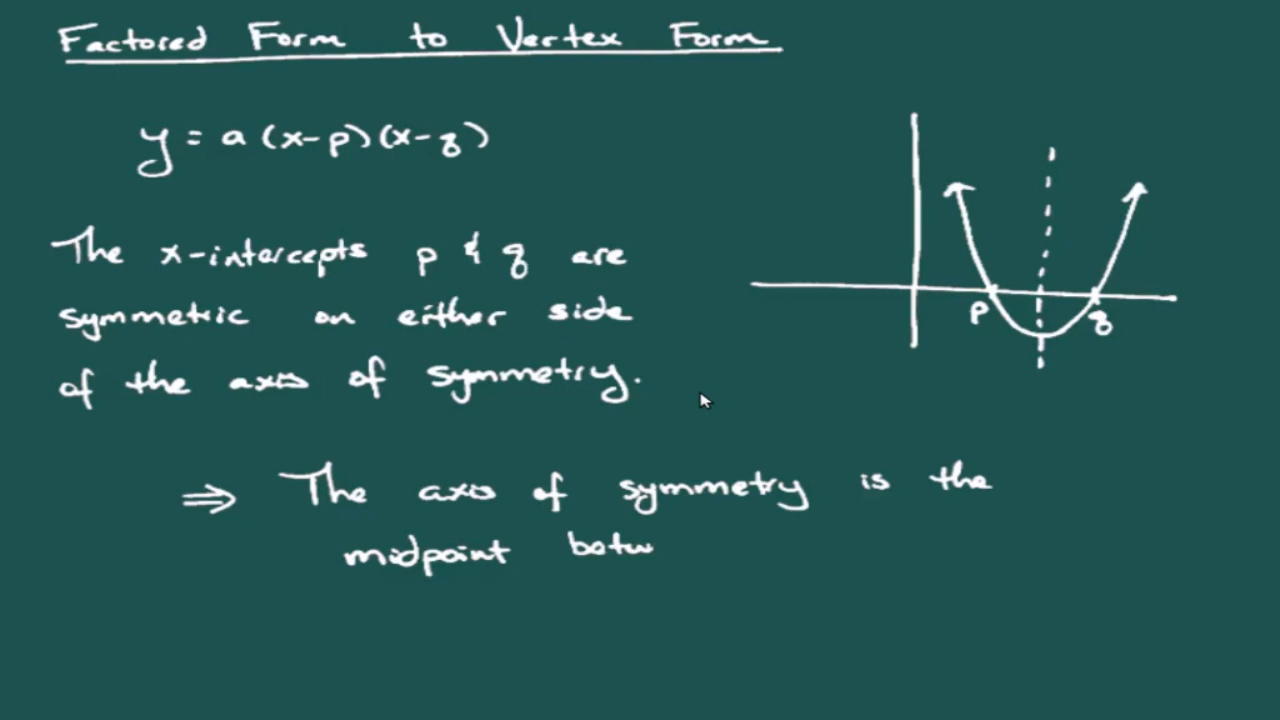 Factored Form to Vertex Form
y = a (x-p)(x-q)
The x-intercepts p & q are
symmetric on either side
of the axis of symmetry.
p q
⇒ The axis of symmetry is the
midpoint betw